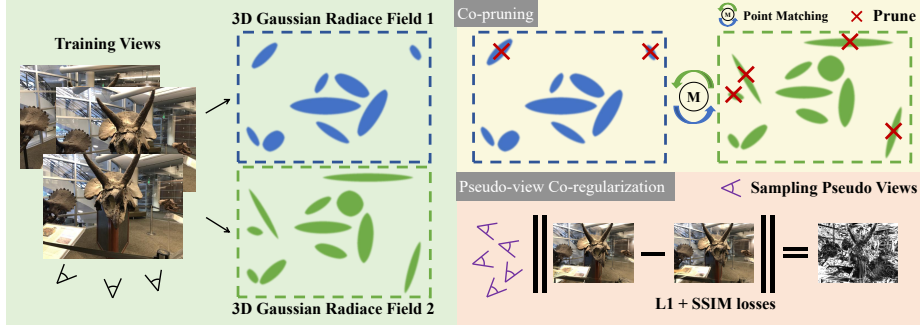 Training Views
3D Gaussian Radiace Field 1
3D Gaussian Radiace Field 2
Co-pruning
M
Point Matching
Prune
M
Pseudo-view Co-regularization
Sampling Pseudo Views
L1 + SSIM losses